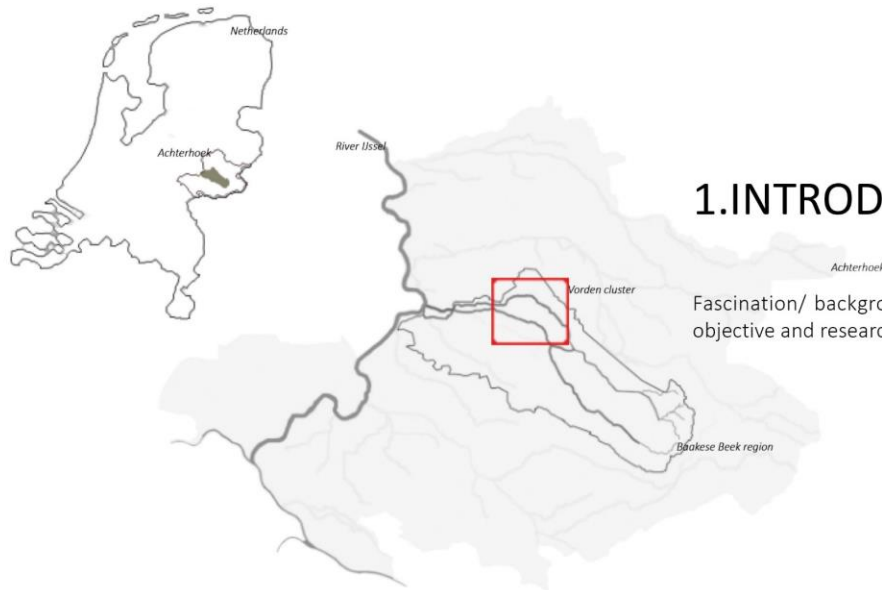 Netherlands
Achterhoek
River IJssel
1.INTROD
Achterhoek
Vorden cluster
Fascination/ backgro
objective and researc
Baakese Beek region